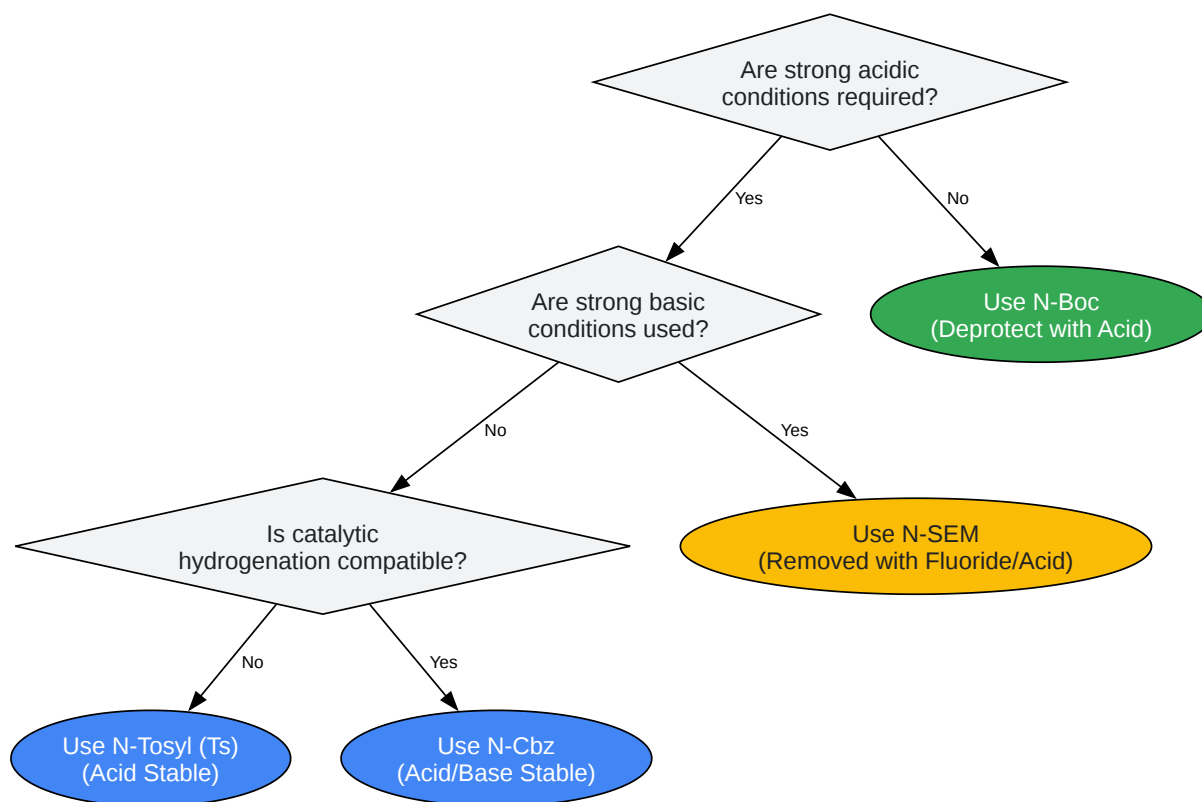 Are strong acidic
conditions required?
Yes
No
Are strong basic
conditions used?
Use N-Boc
(Deprotect with Acid)
No
Yes
Is catalytic
hydrogenation compatible?
Use N-SEM
(Removed with Fluoride/Acid)
No
Yes
Use N-Tosyl (Ts)
(Acid Stable)
Use N-Cbz
(Acid/Base Stable)